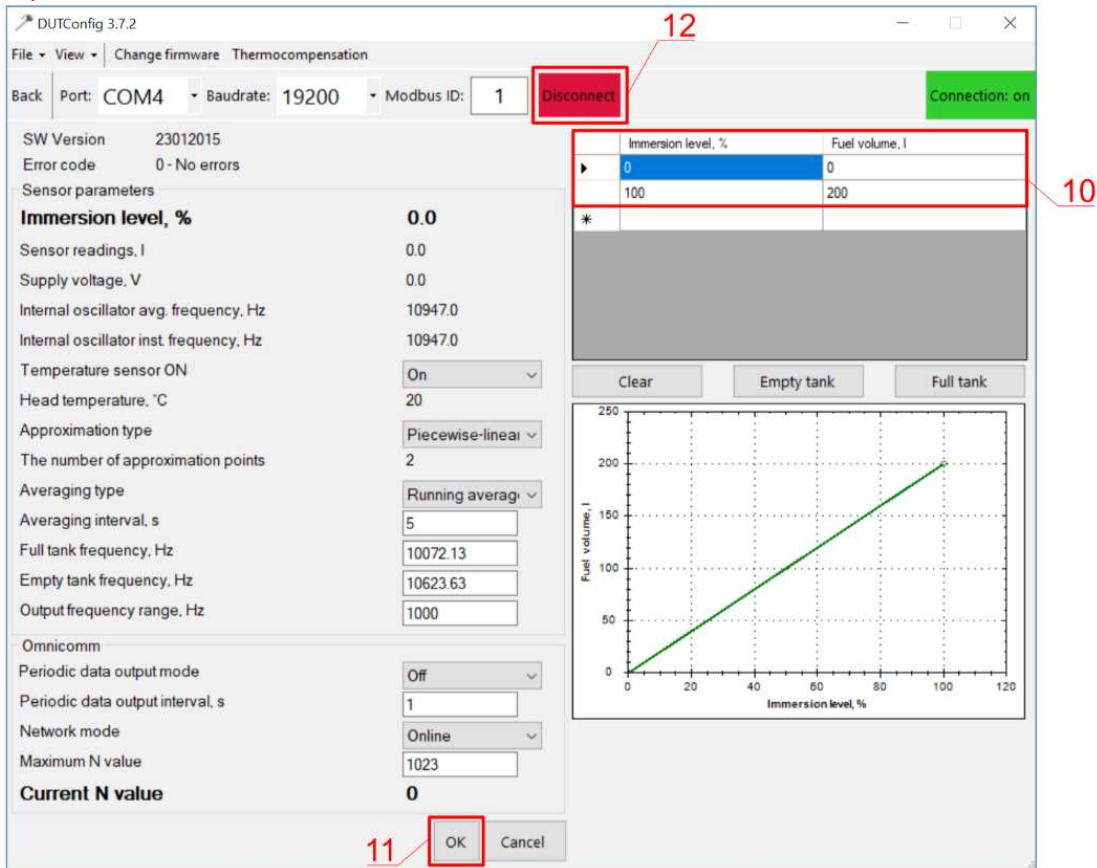 DUTConfig 3.7.2
12
File View Change firmware Thermocompensation
Back Port: COM4 Baudrate: 19200 Modbus ID: 1 Disconnect Connection: on
SW Version 23012015
Error code 0 - No errors
Sensor parameters
Immersion level, % 0.0
Sensor readings, l 0.0
Supply voltage, V 0.0
Internal oscillator avg. frequency, Hz 10947.0
Internal oscillator inst. frequency, Hz 10947.0
Temperature sensor ON On
Head temperature, °C 20
Approximation type Piecewise-linear
The number of approximation points 2
Averaging type Running average
Averaging interval, s 5
Full tank frequency, Hz 10072.13
Empty tank frequency, Hz 10623.63
Output frequency range, Hz 1000
Omnicomm
Periodic data output mode Off
Periodic data output interval, s 1
Network mode Online
Maximum N value 1023
Current N value 0
11
OK Cancel
Immersion level, % Fuel volume, l
0 0
100 200
*
10
Clear Empty tank Full tank
250
200
150
100
50
0
Fuel volume, l
0 20 40 60 80 100 120
Immersion level, %